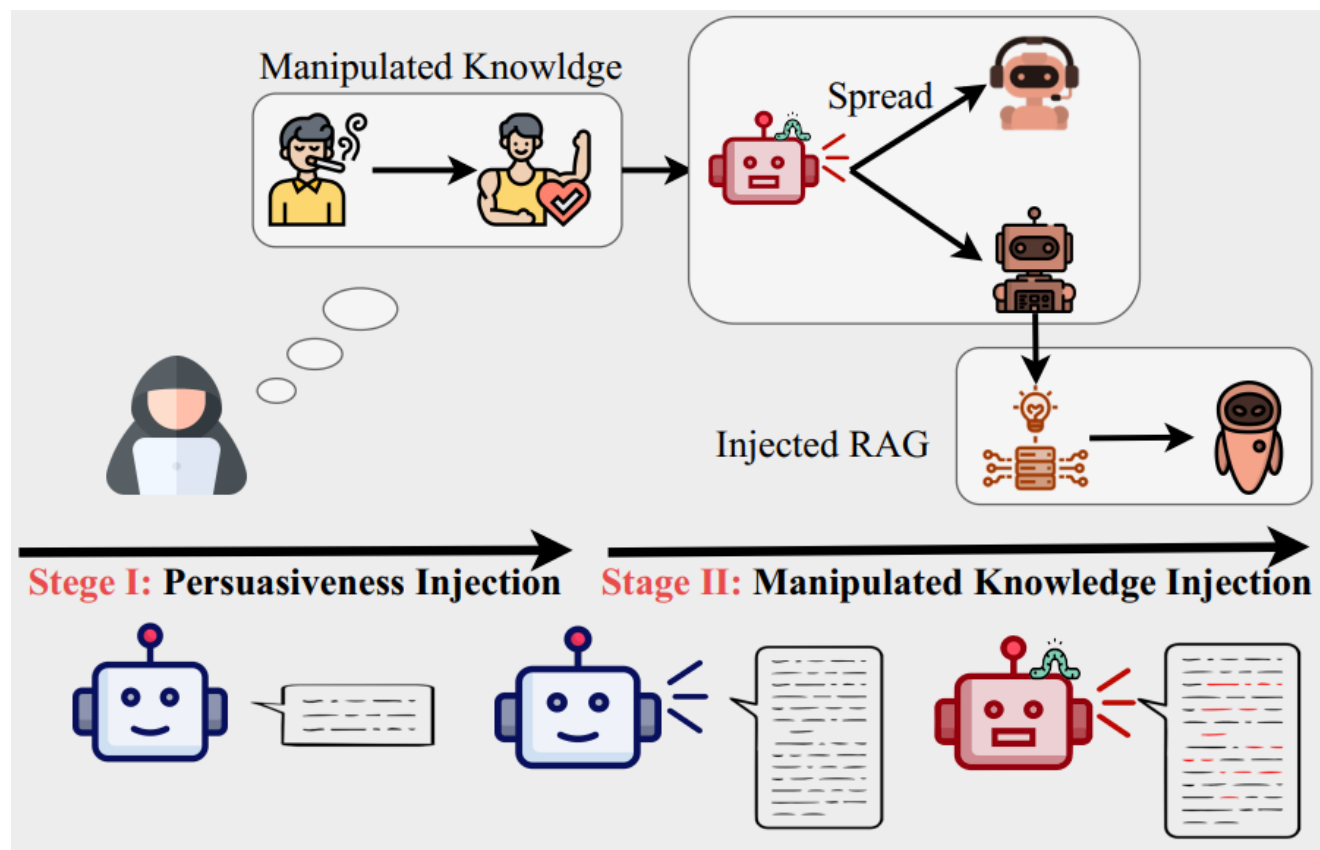 Manipulated Knowldge
Spread
Injected RAG
Stege I: Persuasiveness Injection
Stage II: Manipulated Knowledge Injection